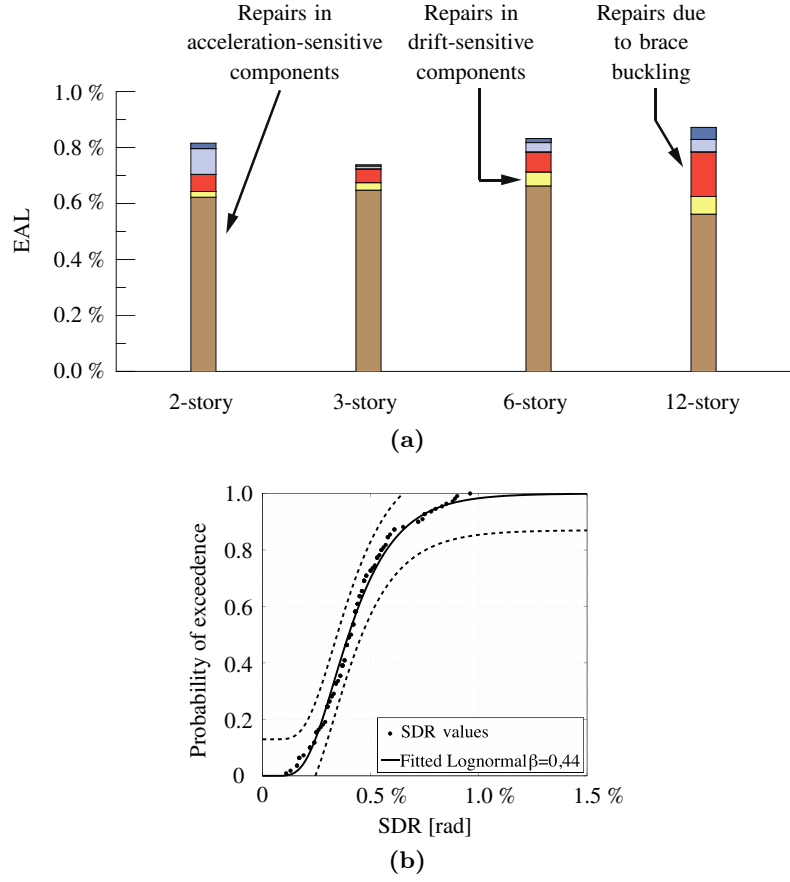 Repairs in
acceleration-sensitive
components
Repairs in
drift-sensitive
components
Repairs due
to brace
buckling
1.0 %
0.8 %
0.6 %
0.4 %
0.2 %
0.0 %
EAL
2-story
3-story
6-story
12-story
(a)
1.0
0.8
0.6
0.4
0.2
0
Probability of exceedence
SDR values
Fitted Lognormal β=0,44
0
0.5 %
1.0 %
1.5 %
SDR [rad]
(b)